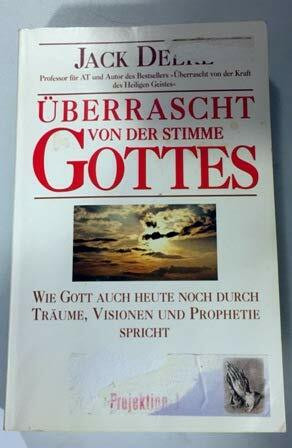 JACK
Professor für AT und Autor des Bestsellers »Überrascht von der Kraft
des Heiligen Geistes«
ÜBERRASCHT
VON DER STIMME
GOTTES
WIE GOTT AUCH HEUTE NOCH DURCH
TRÄUME, VISIONEN UND PROPHETIE
SPRICHT
Projektion